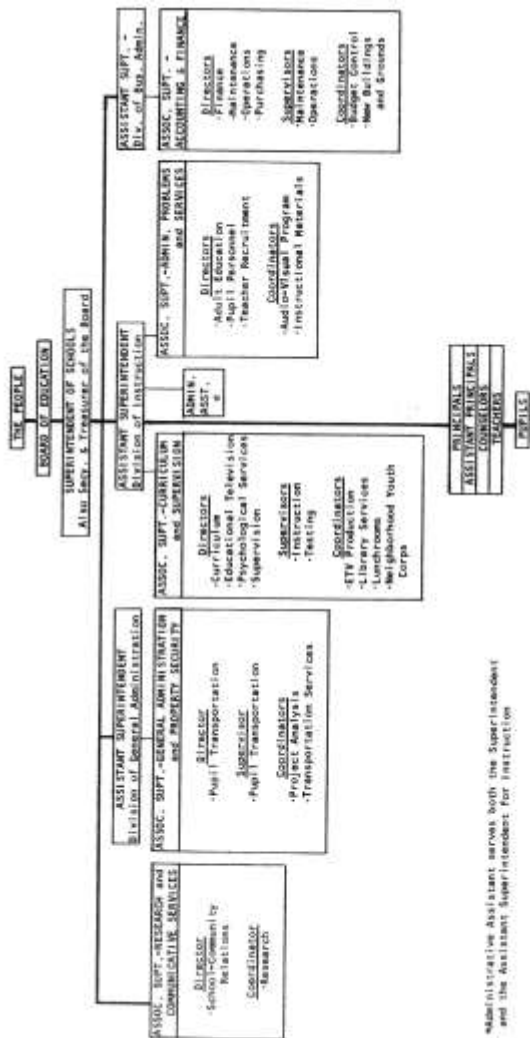 THE PEOPLE
BOARD OF EDUCATION
SUPERINTENDENT OF SCHOOLS
Also Secy. & Treasurer of the Board
ASSISTANT SUPERINTENDENT
Division of General Administration
ASSISTANT SUPERINTENDENT
Division of Instruction
ASSISTANT SUPT. -
Div. of Bus. Admin.
ASSOC. SUPT.-RESEARCH and
COMMUNICATIVE SERVICES
Director
·School-Community
Relations
Coordinator
·Research
ASSOC. SUPT.-GENERAL ADMINISTRATION
and PROPERTY SECURITY
Director
·Pupil Transportation
Supervisor
·Pupil Transportation
Coordinators
·Project Analysis
·Transportation Services
ASSOC. SUPT.-CURRICULUM
and SUPERVISION
Directors
·Curriculum
·Educational Television
·Psychological Services
·Supervision
Supervisors
·Instruction
·Testing
Coordinators
·ETV Production
·Library Services
·Lunchrooms
·Neighborhood Youth
Corps
ADMIN.
ASST.
ASSOC. SUPT.-ADMIN. PROBLEMS
and SERVICES
Directors
·Adult Education
·Pupil Personnel
·Teacher Recruitment
Coordinators
·Audio-Visual Program
·Instructional Materials
ASSOC. SUPT. -
ACCOUNTING & FINANCE
Directors
·Finance
·Maintenance
·Operations
·Purchasing
Supervisors
·Maintenance
·Operations
Coordinators
·Budget Control
·New Buildings
and Grounds
PRINCIPALS
ASSISTANT PRINCIPALS
COUNSELORS
TEACHERS
PUPILS
*Administrative Assistant serves both the Superintendent
and the Assistant Superintendent for Instruction